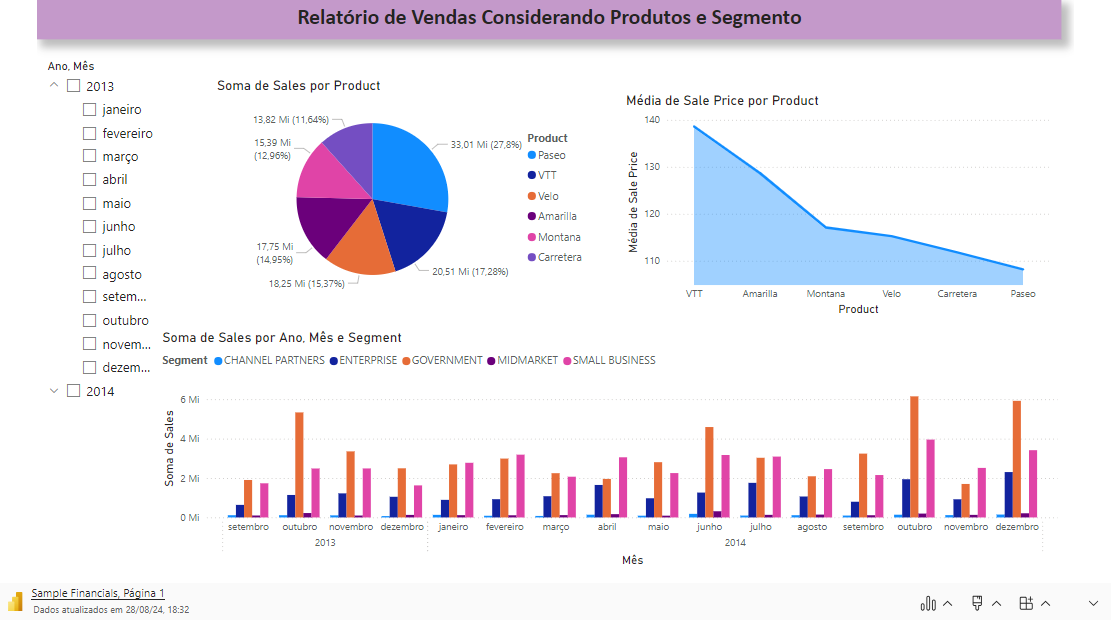 Relatório de Vendas Considerando Produtos e Segmento
Ano, Mês
2013
janeiro
fevereiro
março
abril
maio
junho
julho
agosto
setem...
outubro
novem...
dezem...
2014
Soma de Sales por Product
13,82 Mi (11,64%)
15,39 Mi
(12,96%)
17,75 Mi
(14,95%)
18,25 Mi (15,37%)
20,51 Mi (17,28%)
33,01 Mi (27,8%)
Product
Paseo
VTT
Velo
Amarilla
Montana
Carretera
Média de Sale Price por Product
Média de Sale Price
140
130
120
110
VTT Amarilla Montana Velo Carretera Paseo
Product
Soma de Sales por Ano, Mês e Segment
Segment CHANNEL PARTNERS ENTERPRISE GOVERNMENT MIDMARKET SMALL BUSINESS
Soma de Sales
6 Mi
4 Mi
2 Mi
0 Mi
setembro outubro novembro dezembro janeiro fevereiro março abril maio junho julho agosto setembro outubro novembro dezembro
2013 2014
Mês
Sample Financials, Página 1
Dados atualizados em 28/08/24, 18:32